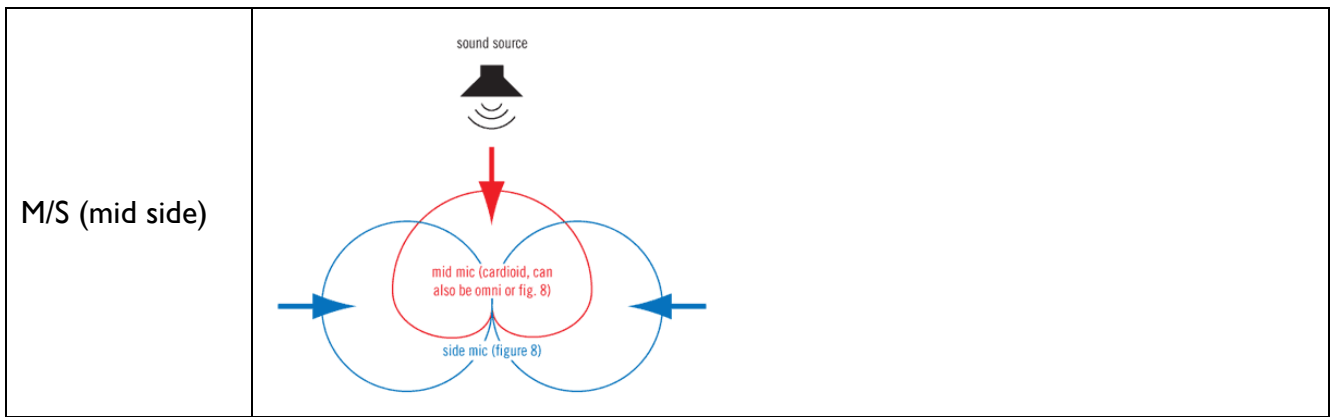 sound source
M/S (mid side)
mid mic (cardioid, can
also be omni or fig. 8)
side mic (figure 8)